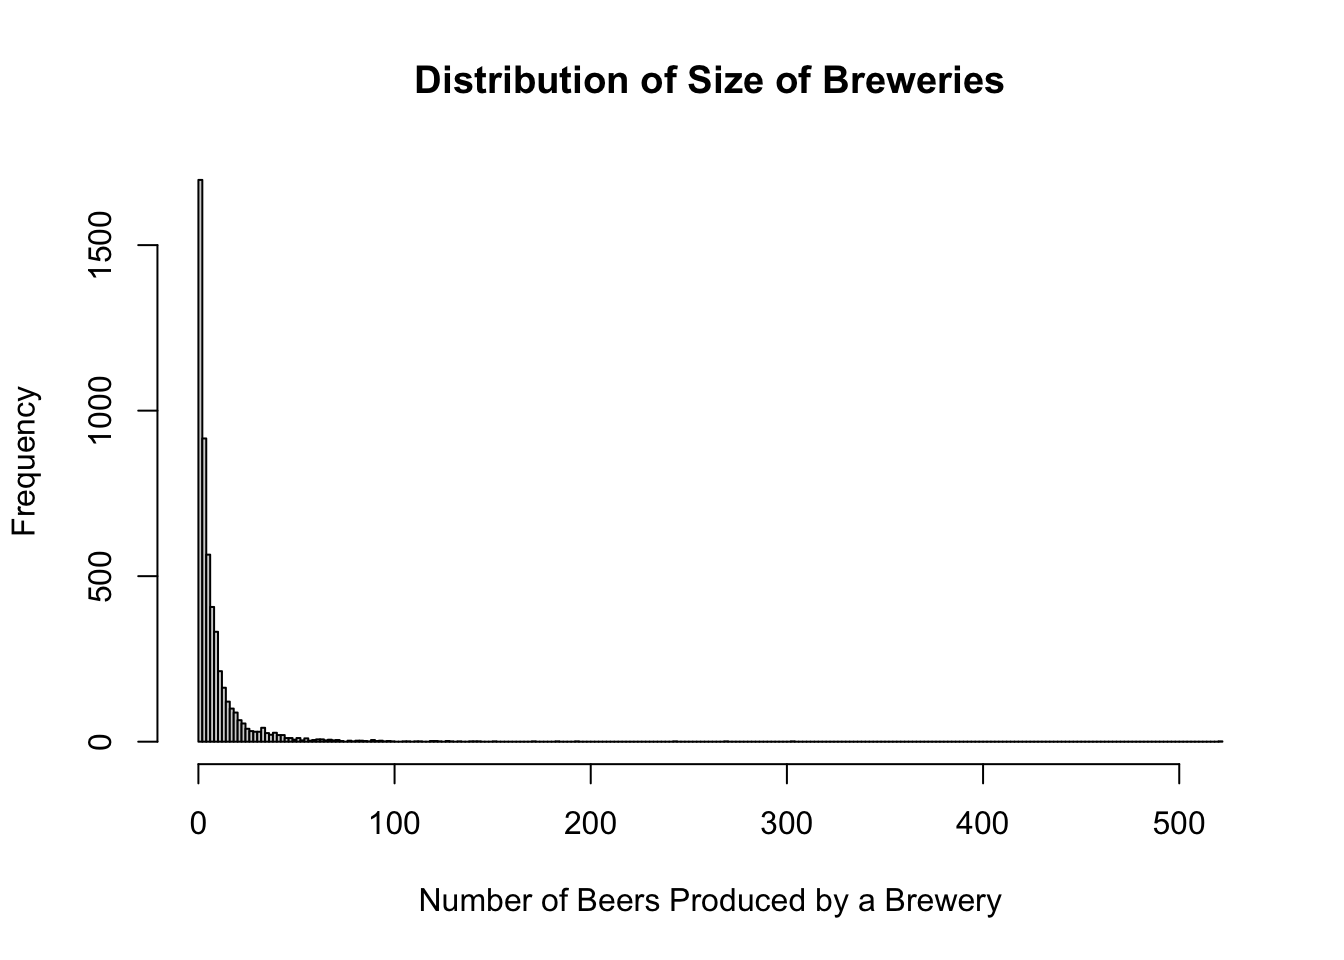 Distribution of Size of Breweries
Frequency
1500
1000
500
0
0 100 200 300 400 500
Number of Beers Produced by a Brewery